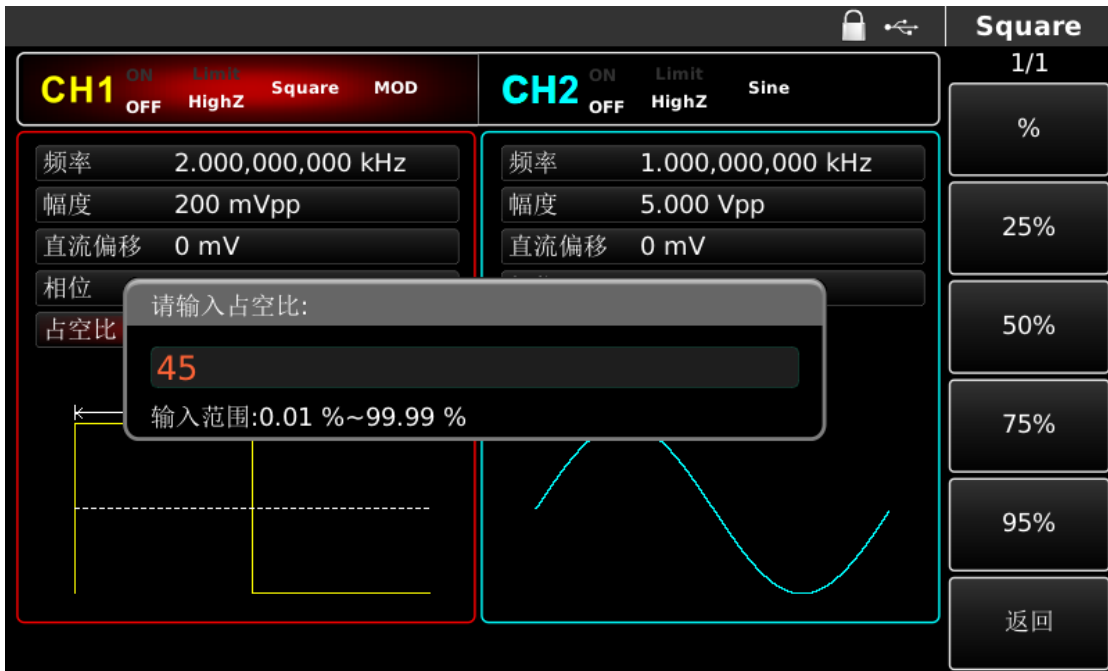 Square
1/1
CH1 ON OFF Limit HighZ Square MOD
CH2 ON OFF Limit HighZ Sine
频率 2.000,000,000 kHz
幅度 200 mVpp
直流偏移 0 mV
相位
占空比
频率 1.000,000,000 kHz
幅度 5.000 Vpp
直流偏移 0 mV
请输入占空比:
45
输入范围:0.01 %~99.99 %
%
25%
50%
75%
95%
返回